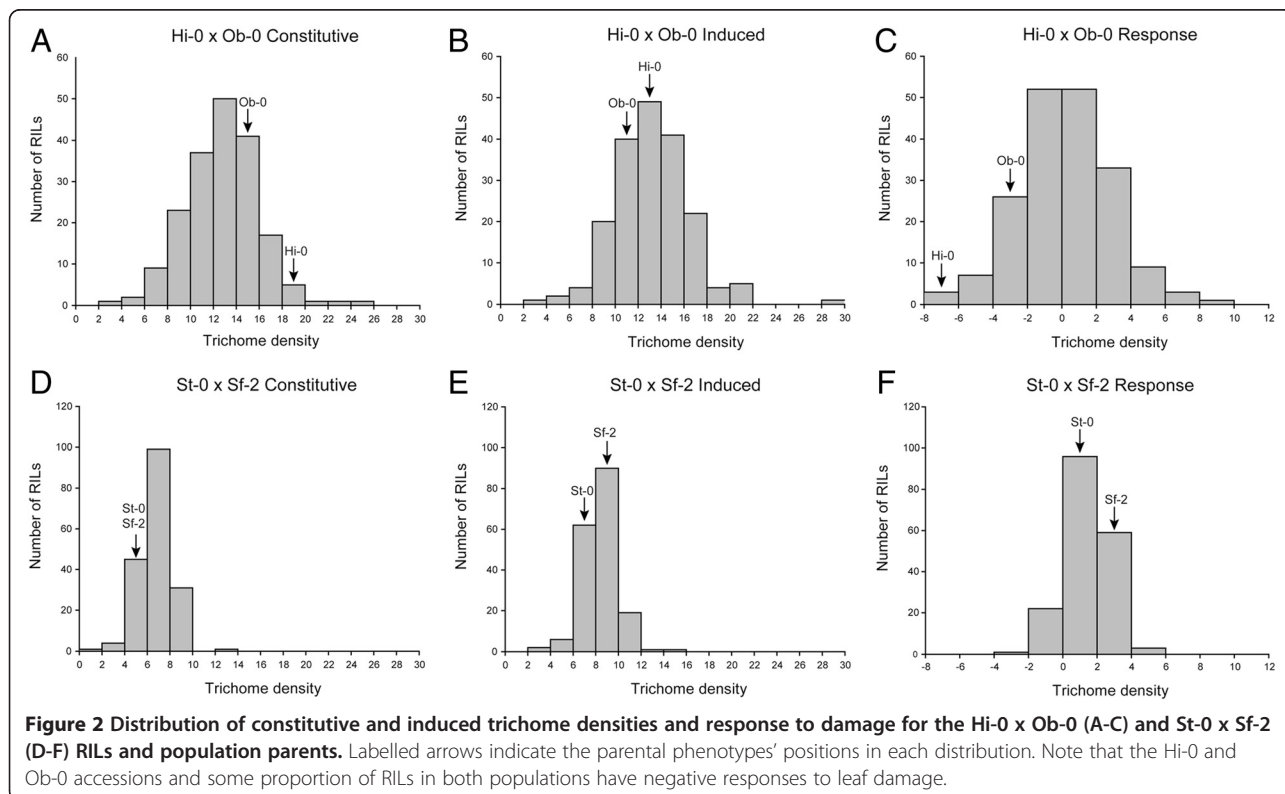 A
Hi-0 x Ob-0 Constitutive
Number of RILs
60
50
40
30
20
10
0
Ob-0
Hi-0
0 2 4 6 8 10 12 14 16 18 20 22 24 26 28 30
Trichome density
B
Hi-0 x Ob-0 Induced
Number of RILs
60
50
40
30
20
10
0
Hi-0
Ob-0
0 2 4 6 8 10 12 14 16 18 20 22 24 26 28 30
Trichome density
C
Hi-0 x Ob-0 Response
Number of RILs
60
50
40
30
20
10
0
Ob-0
Hi-0
-8 -6 -4 -2 0 2 4 6 8 10 12
Trichome density
D
St-0 x Sf-2 Constitutive
Number of RILs
120
100
80
60
40
20
0
St-0
Sf-2
0 2 4 6 8 10 12 14 16 18 20 22 24 26 28 30
Trichome density
E
St-0 x Sf-2 Induced
Number of RILs
120
100
80
60
40
20
0
Sf-2
St-0
0 2 4 6 8 10 12 14 16 18 20 22 24 26 28 30
Trichome density
F
St-0 x Sf-2 Response
Number of RILs
120
100
80
60
40
20
0
St-0
Sf-2
-8 -6 -4 -2 0 2 4 6 8 10 12
Trichome density
Figure 2 Distribution of constitutive and induced trichome densities and response to damage for the Hi-0 x Ob-0 (A-C) and St-0 x Sf-2
(D-F) RILs and population parents. Labelled arrows indicate the parental phenotypes' positions in each distribution. Note that the Hi-0 and
Ob-0 accessions and some proportion of RILs in both populations have negative responses to leaf damage.